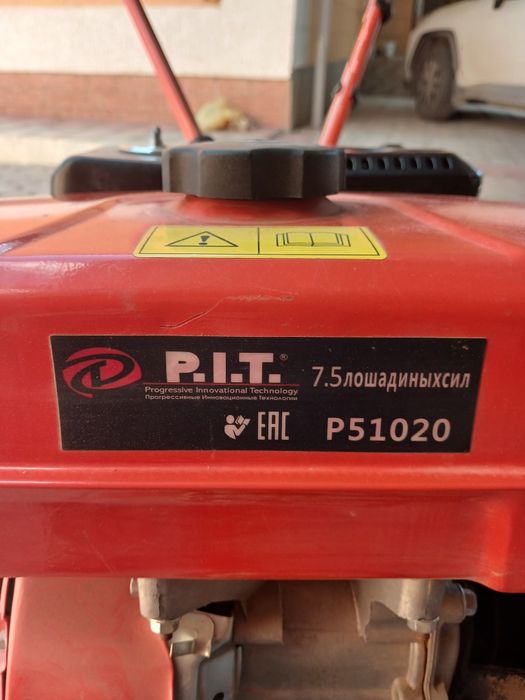 P.I.T.®
7.5лошадиныхсил
Progressive Innovational Technology
Прогрессивные Инновационные Технологии
EAC P51020